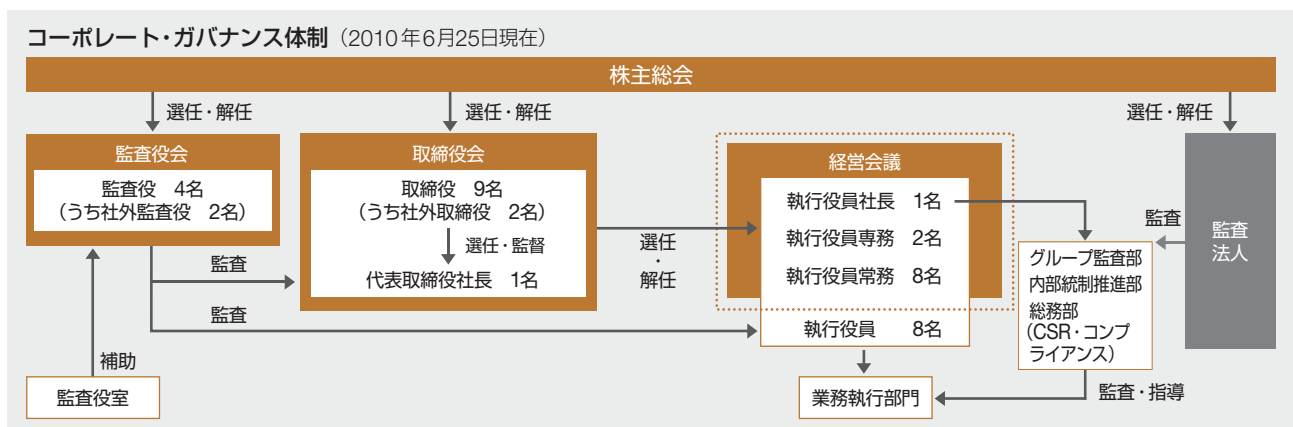 コーポレート・ガバナンス体制（2010年6月25日現在）
株主総会
選任・解任
選任・解任
選任・解任
監査役会
監査役　4名
（うち社外監査役　2名）
取締役会
取締役　9名
（うち社外取締役　2名）
選任・監督
代表取締役社長　1名
監査
監査
選任
・
解任
経営会議
執行役員社長　1名
執行役員専務　2名
執行役員常務　8名
執行役員　8名
グループ監査部
内部統制推進部
総務部
（CSR・コンプ
ライアンス）
監査
監査
法人
補助
監査役室
業務執行部門
監査・指導